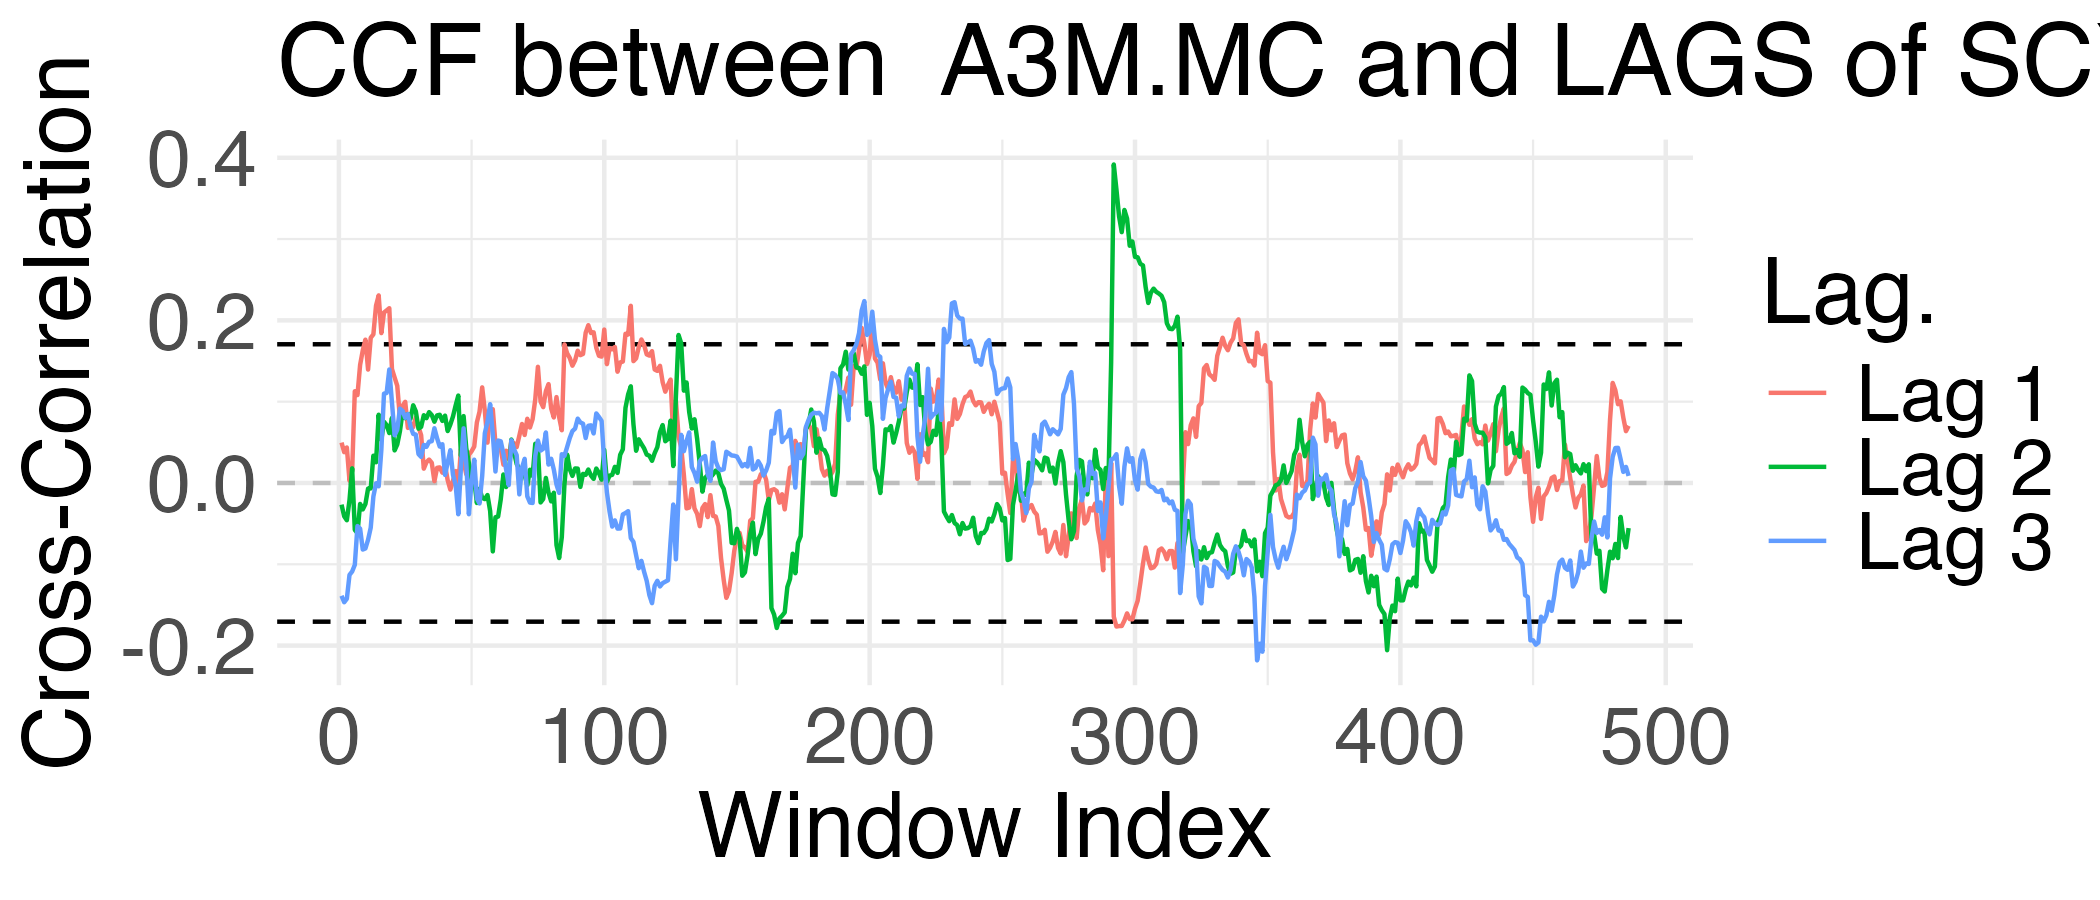 CCF between A3M.MC and LAGS of SC
Cross-Correlation
0.4
0.2
0.0
-0.2
0
100
200
300
400
500
Window Index
Lag.
Lag 1
Lag 2
Lag 3